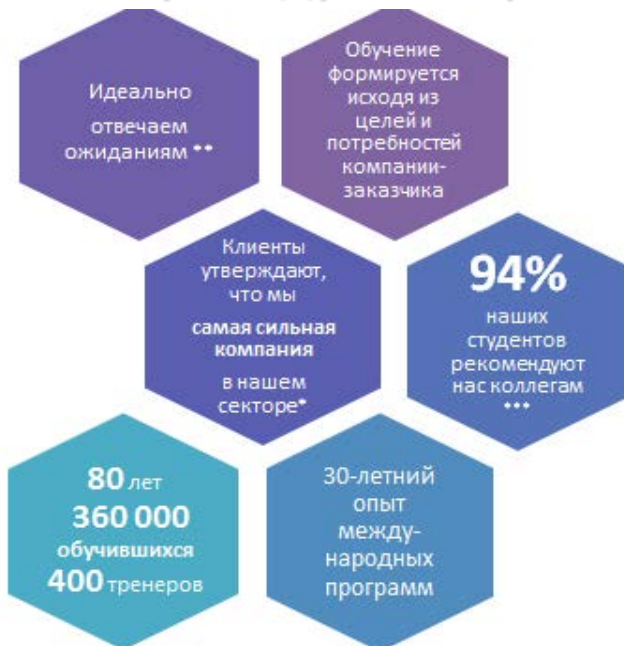 Идеально
отвечаем
ожиданиям **
Обучение
формируется
исходя из
целей и
потребностей
компании-
заказчика
Клиенты
утверждают,
что мы
самая сильная
компания
в нашем
секторе*
94%
наших
студентов
рекомендуют
нас коллегам
***
80 лет
360 000
обучившихся
400 тренеров
30-летний
опыт
между-
народных
программ